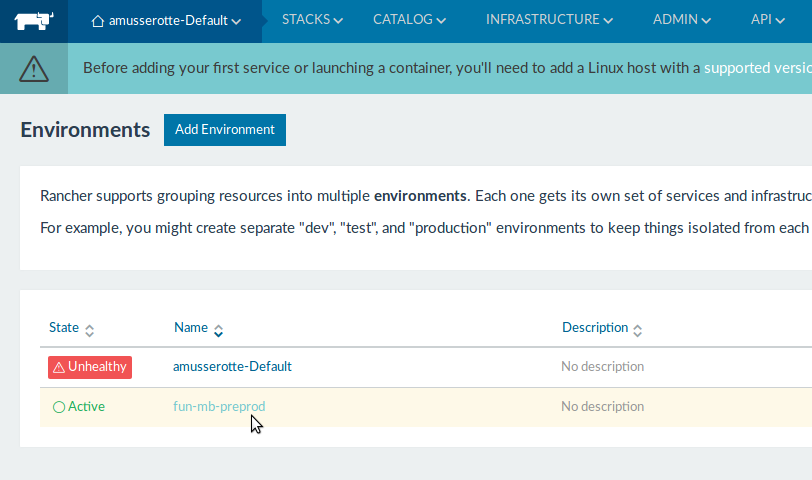 amusserotte-Default STACKS CATALOG INFRASTRUCTURE ADMIN API
Before adding your first service or launching a container, you'll need to add a Linux host with a supported
Environments Add Environment
Rancher supports grouping resources into multiple environments. Each one gets its own set of services and
For example, you might create separate "dev", "test", and "production" environments to keep things isolated from each
State Name Description
Unhealthy amusserotte-Default No description
Active fun-mb-preprod No description